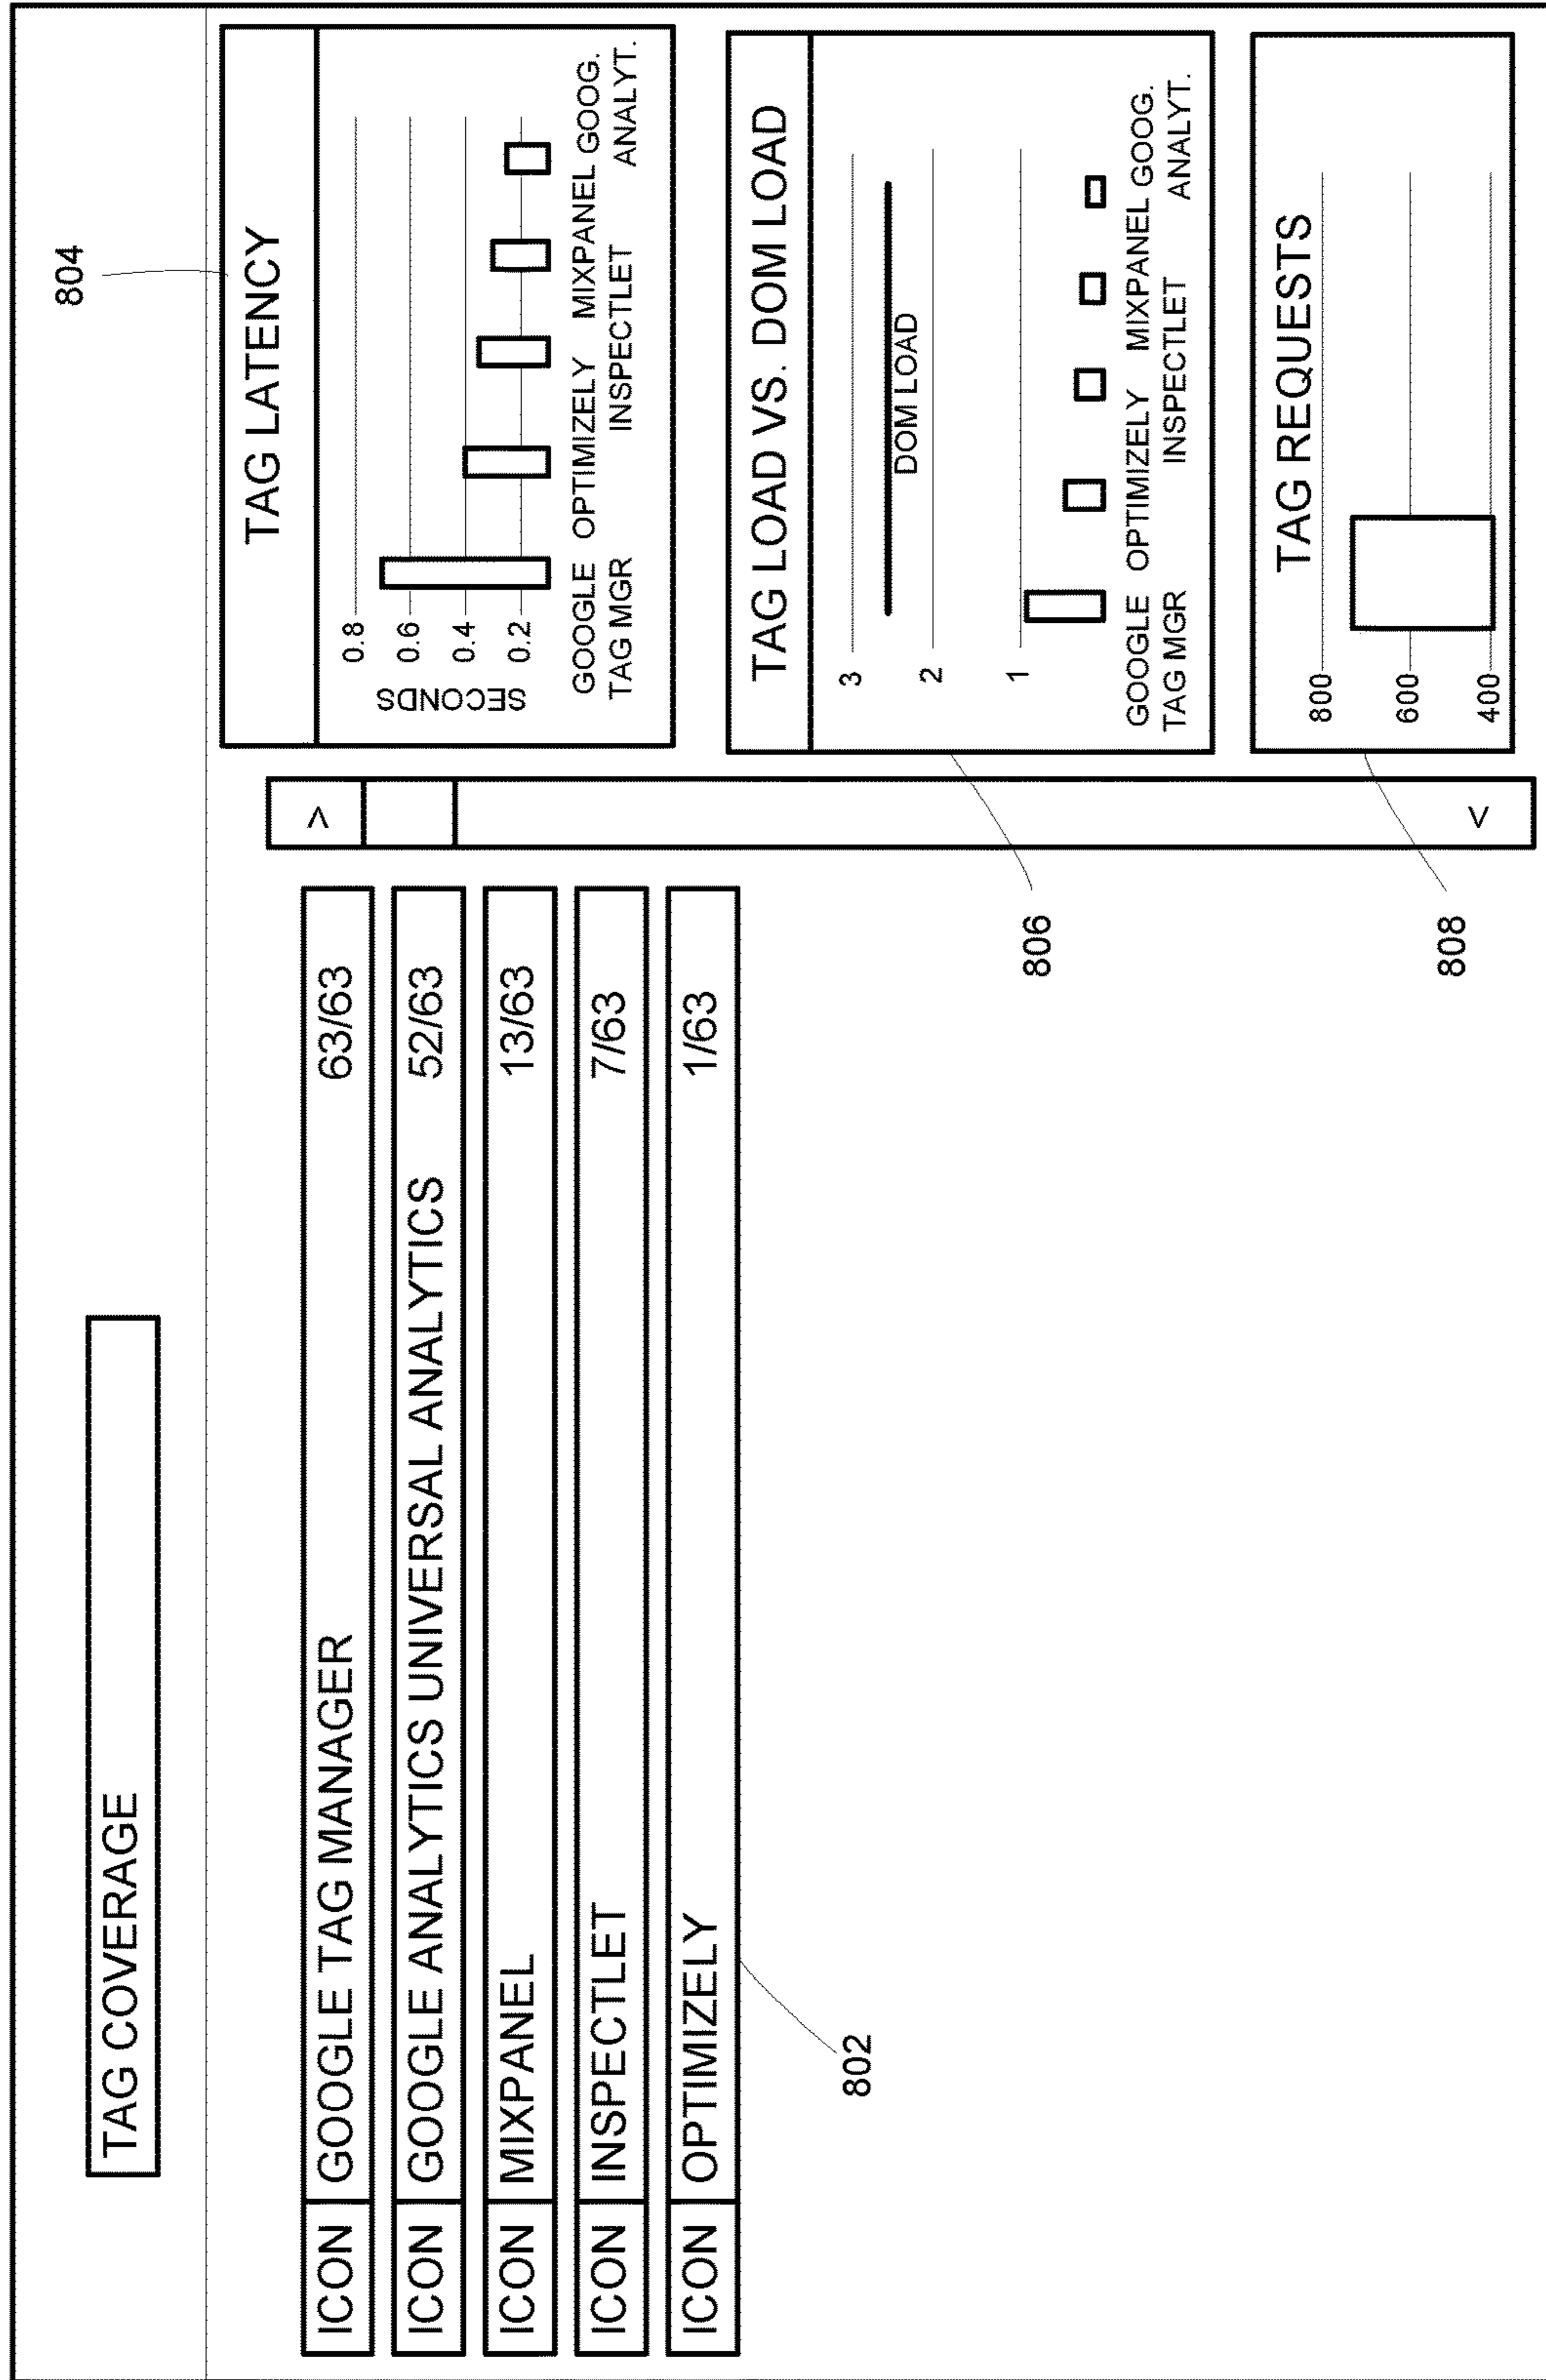 TAG COVERAGE
ICON GOOGLE TAG MANAGER 63/63
ICON GOOGLE ANALYTICS UNIVERSAL ANALYTICS 52/63
ICON MIXPANEL 13/63
ICON INSPECTLET 7/63
ICON OPTIMIZELY 1/63
802
>
<
804
TAG LATENCY
SECONDS
0.8
0.6
0.4
0.2
GOOGLE OPTIMIZELY MIXPANEL GOOG.
TAG MGR INSPECTLET ANALYT.
806
TAG LOAD VS. DOM LOAD
3
DOM LOAD
2
1
GOOGLE OPTIMIZELY MIXPANEL GOOG.
TAG MGR INSPECTLET ANALYT.
808
TAG REQUESTS
800
600
400